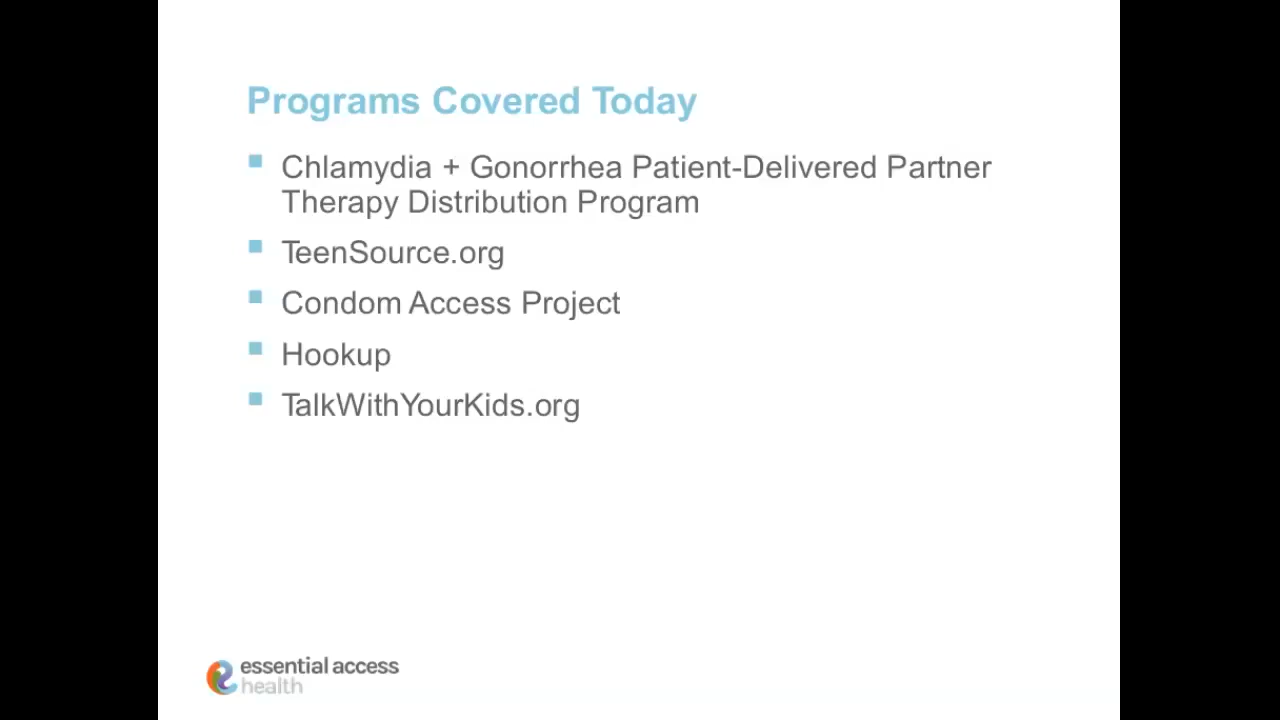 Programs Covered Today
Chlamydia + Gonorrhea Patient-Delivered Partner
Therapy Distribution Program
TeenSource.org
Condom Access Project
Hookup
TalkWithYourKids.org
essential access
health